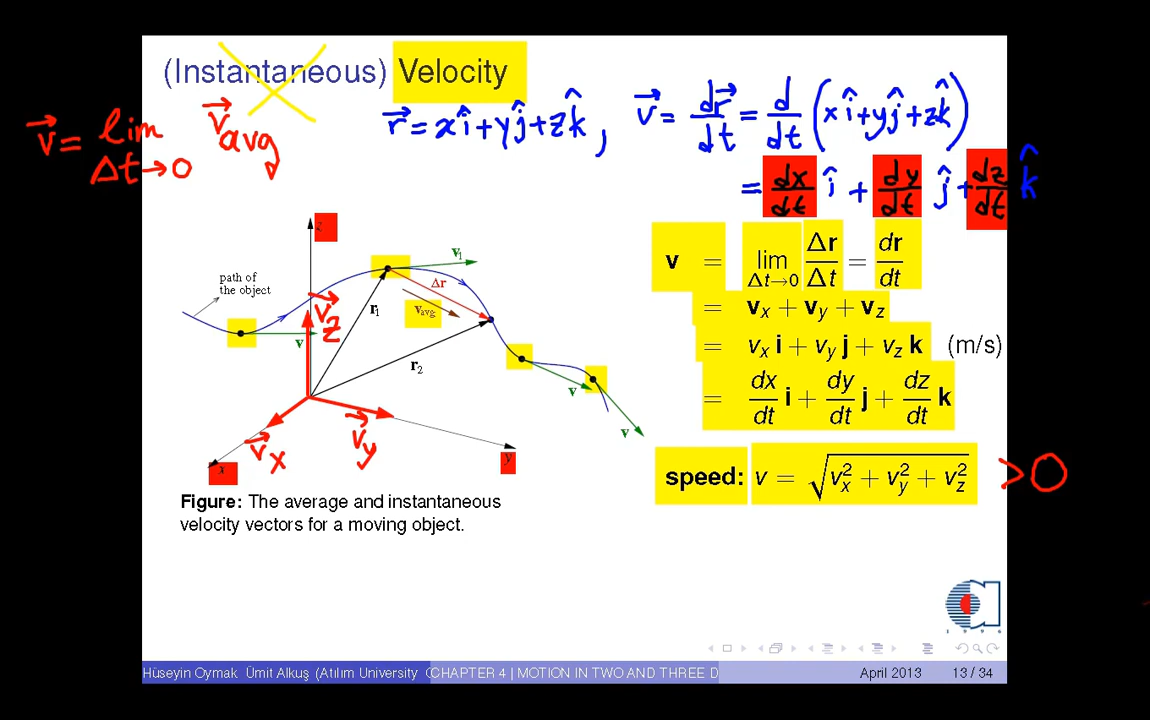 (Instantaneous) Velocity
v⃗ = lim Δt→0 v⃗avg
r⃗ = xî+yĵ+zk̂, v⃗ = dr⃗/dt = d/dt (xî+yĵ+zk̂)
= dx/dt î + dy/dt ĵ + dz/dt k̂
z
path of
the object
v₁
Δr
v⃗z
r₁
vavg
v
r₂
v
v
v⃗x
v⃗y
x
y
v = lim Δt→0 Δr/Δt = dr/dt
= vx + vy + vz
= vx i + vy j + vz k (m/s)
= dx/dt i + dy/dt j + dz/dt k
speed: v = √(vx² + vy² + vz²) >0
Figure: The average and instantaneous
velocity vectors for a moving object.
1 9 9 6
Hüseyin Oymak Ümit Alkuş (Atılım University CHAPTER 4 | MOTION IN TWO AND THREE D April 2013 13 / 34